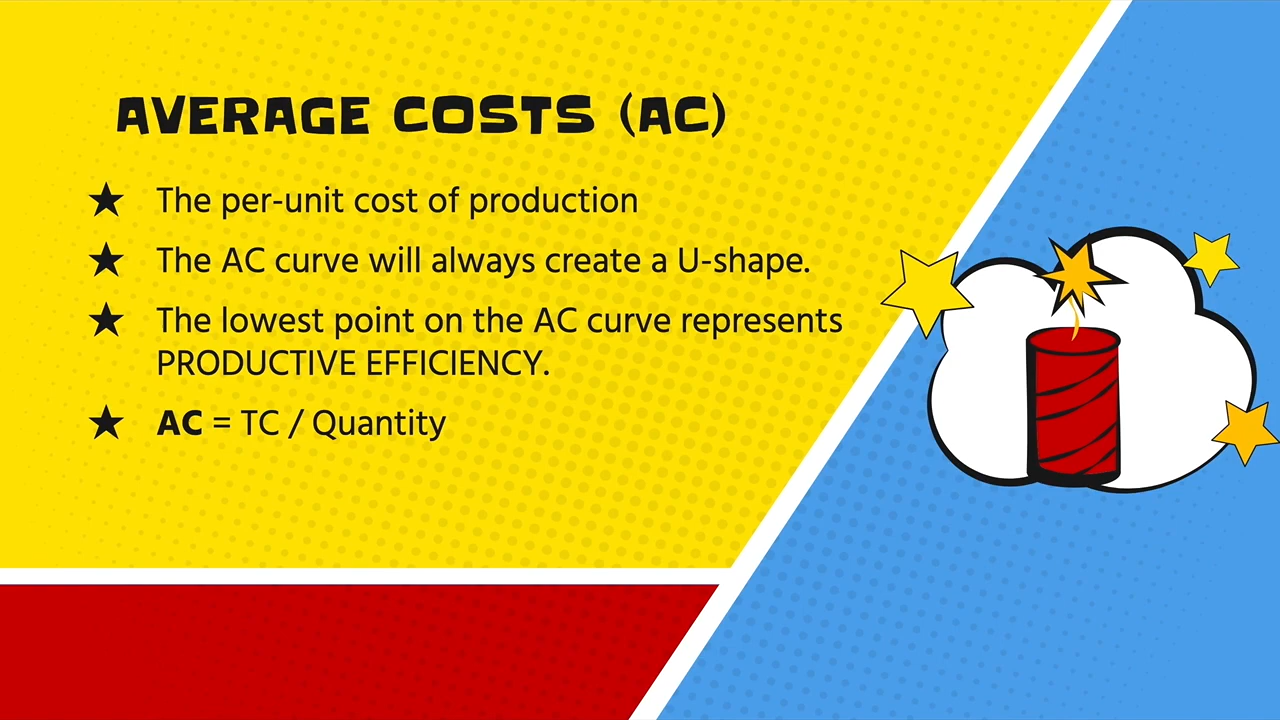 AVERAGE COSTS (AC)
The per-unit cost of production
The AC curve will always create a U-shape.
The lowest point on the AC curve represents
PRODUCTIVE EFFICIENCY.
AC = TC / Quantity